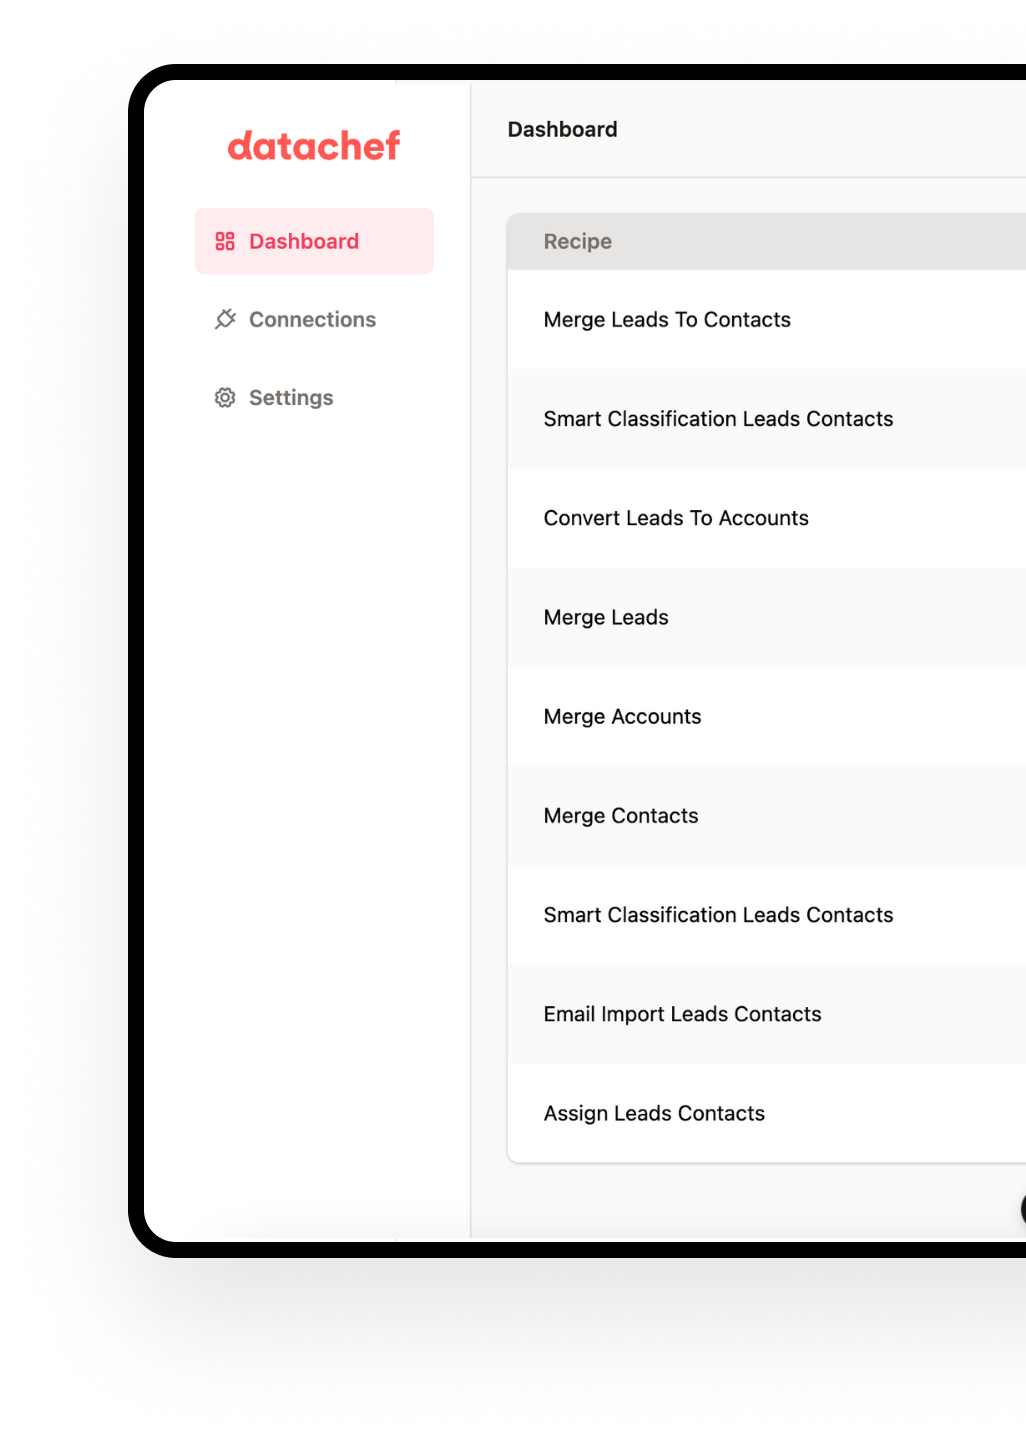 datachef
Dashboard
Connections
Settings
Dashboard
Recipe
Merge Leads To Contacts
Smart Classification Leads Contacts
Convert Leads To Accounts
Merge Leads
Merge Accounts
Merge Contacts
Smart Classification Leads Contacts
Email Import Leads Contacts
Assign Leads Contacts